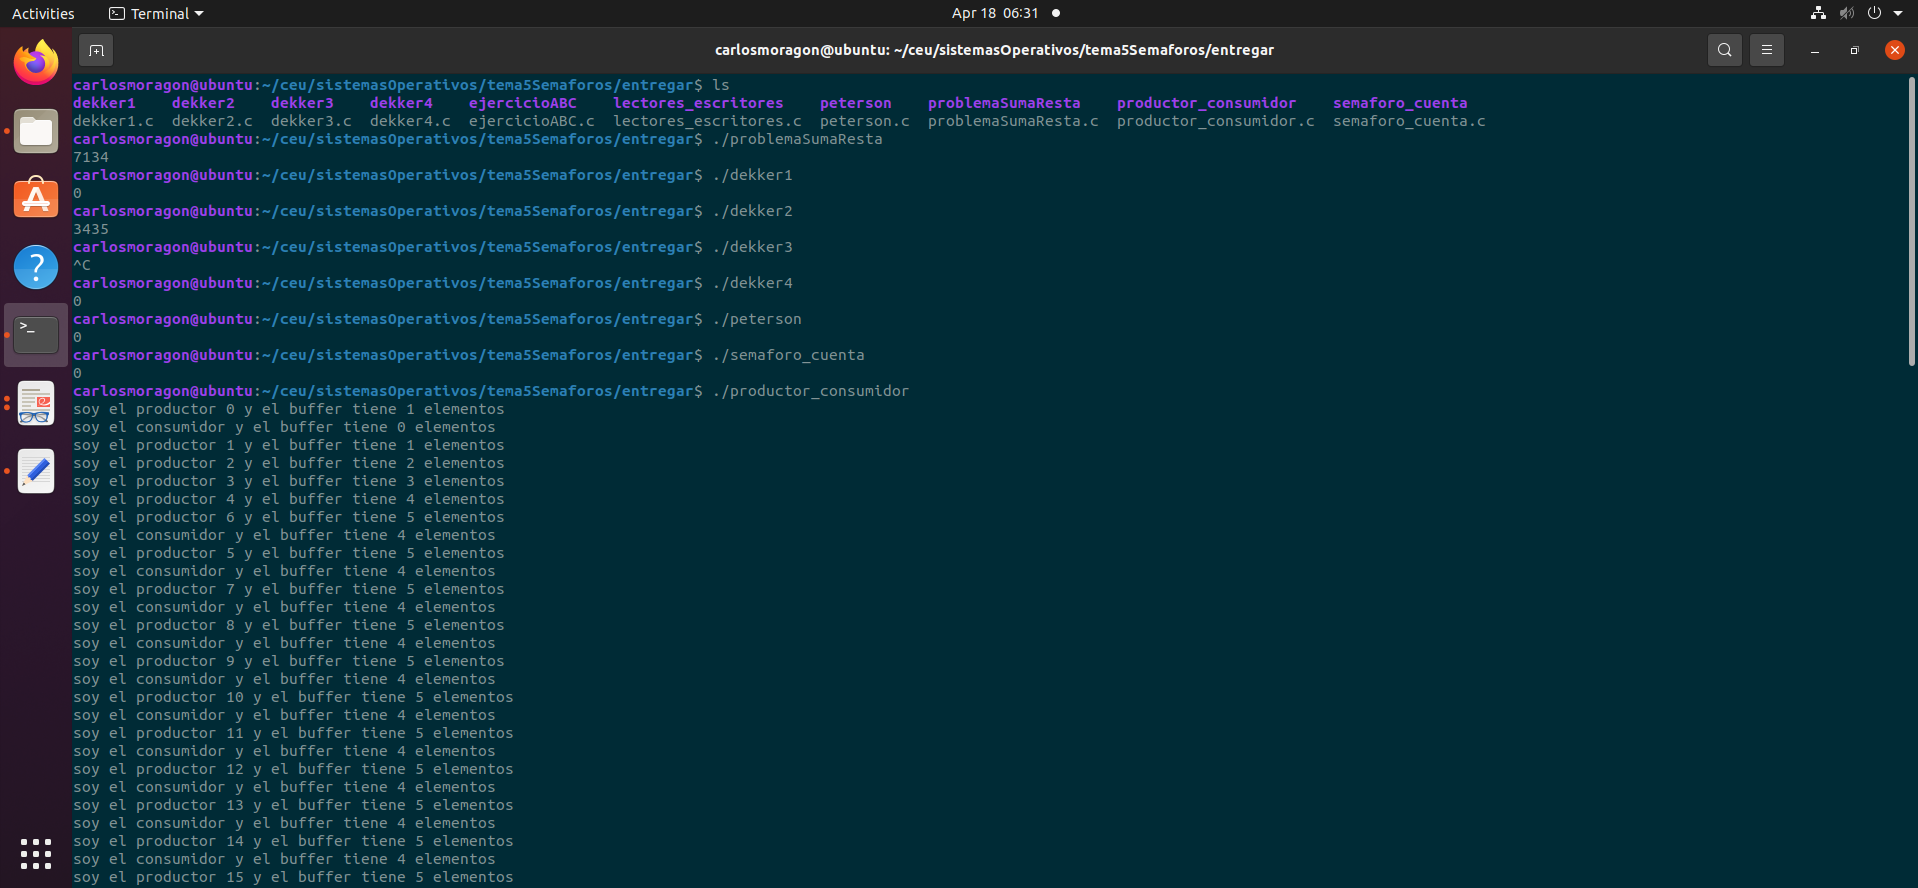 Activities Terminal Apr 18 06:31
carlosmoragon@ubuntu: ~/ceu/sistemasOperativos/tema5Semaforos/entregar
carlosmoragon@ubuntu:~/ceu/sistemasOperativos/tema5Semaforos/entregar$ ls
dekker1 dekker2 dekker3 dekker4 ejercicioABC lectores_escritores peterson problemaSumaResta productor_consumidor semaforo_cuenta
dekker1.c dekker2.c dekker3.c dekker4.c ejercicioABC.c lectores_escritores.c peterson.c problemaSumaResta.c productor_consumidor.c semaforo_cuenta.c
carlosmoragon@ubuntu:~/ceu/sistemasOperativos/tema5Semaforos/entregar$ ./problemaSumaResta
7134
carlosmoragon@ubuntu:~/ceu/sistemasOperativos/tema5Semaforos/entregar$ ./dekker1
0
carlosmoragon@ubuntu:~/ceu/sistemasOperativos/tema5Semaforos/entregar$ ./dekker2
3435
carlosmoragon@ubuntu:~/ceu/sistemasOperativos/tema5Semaforos/entregar$ ./dekker3
^C
carlosmoragon@ubuntu:~/ceu/sistemasOperativos/tema5Semaforos/entregar$ ./dekker4
0
carlosmoragon@ubuntu:~/ceu/sistemasOperativos/tema5Semaforos/entregar$ ./peterson
0
carlosmoragon@ubuntu:~/ceu/sistemasOperativos/tema5Semaforos/entregar$ ./semaforo_cuenta
0
carlosmoragon@ubuntu:~/ceu/sistemasOperativos/tema5Semaforos/entregar$ ./productor_consumidor
soy el productor 0 y el buffer tiene 1 elementos
soy el consumidor y el buffer tiene 0 elementos
soy el productor 1 y el buffer tiene 1 elementos
soy el productor 2 y el buffer tiene 2 elementos
soy el productor 3 y el buffer tiene 3 elementos
soy el productor 4 y el buffer tiene 4 elementos
soy el productor 6 y el buffer tiene 5 elementos
soy el consumidor y el buffer tiene 4 elementos
soy el productor 5 y el buffer tiene 5 elementos
soy el consumidor y el buffer tiene 4 elementos
soy el productor 7 y el buffer tiene 5 elementos
soy el consumidor y el buffer tiene 4 elementos
soy el productor 8 y el buffer tiene 5 elementos
soy el consumidor y el buffer tiene 4 elementos
soy el productor 9 y el buffer tiene 5 elementos
soy el consumidor y el buffer tiene 4 elementos
soy el productor 10 y el buffer tiene 5 elementos
soy el consumidor y el buffer tiene 4 elementos
soy el productor 11 y el buffer tiene 5 elementos
soy el consumidor y el buffer tiene 4 elementos
soy el productor 12 y el buffer tiene 5 elementos
soy el consumidor y el buffer tiene 4 elementos
soy el productor 13 y el buffer tiene 5 elementos
soy el consumidor y el buffer tiene 4 elementos
soy el productor 14 y el buffer tiene 5 elementos
soy el consumidor y el buffer tiene 4 elementos
soy el productor 15 y el buffer tiene 5 elementos